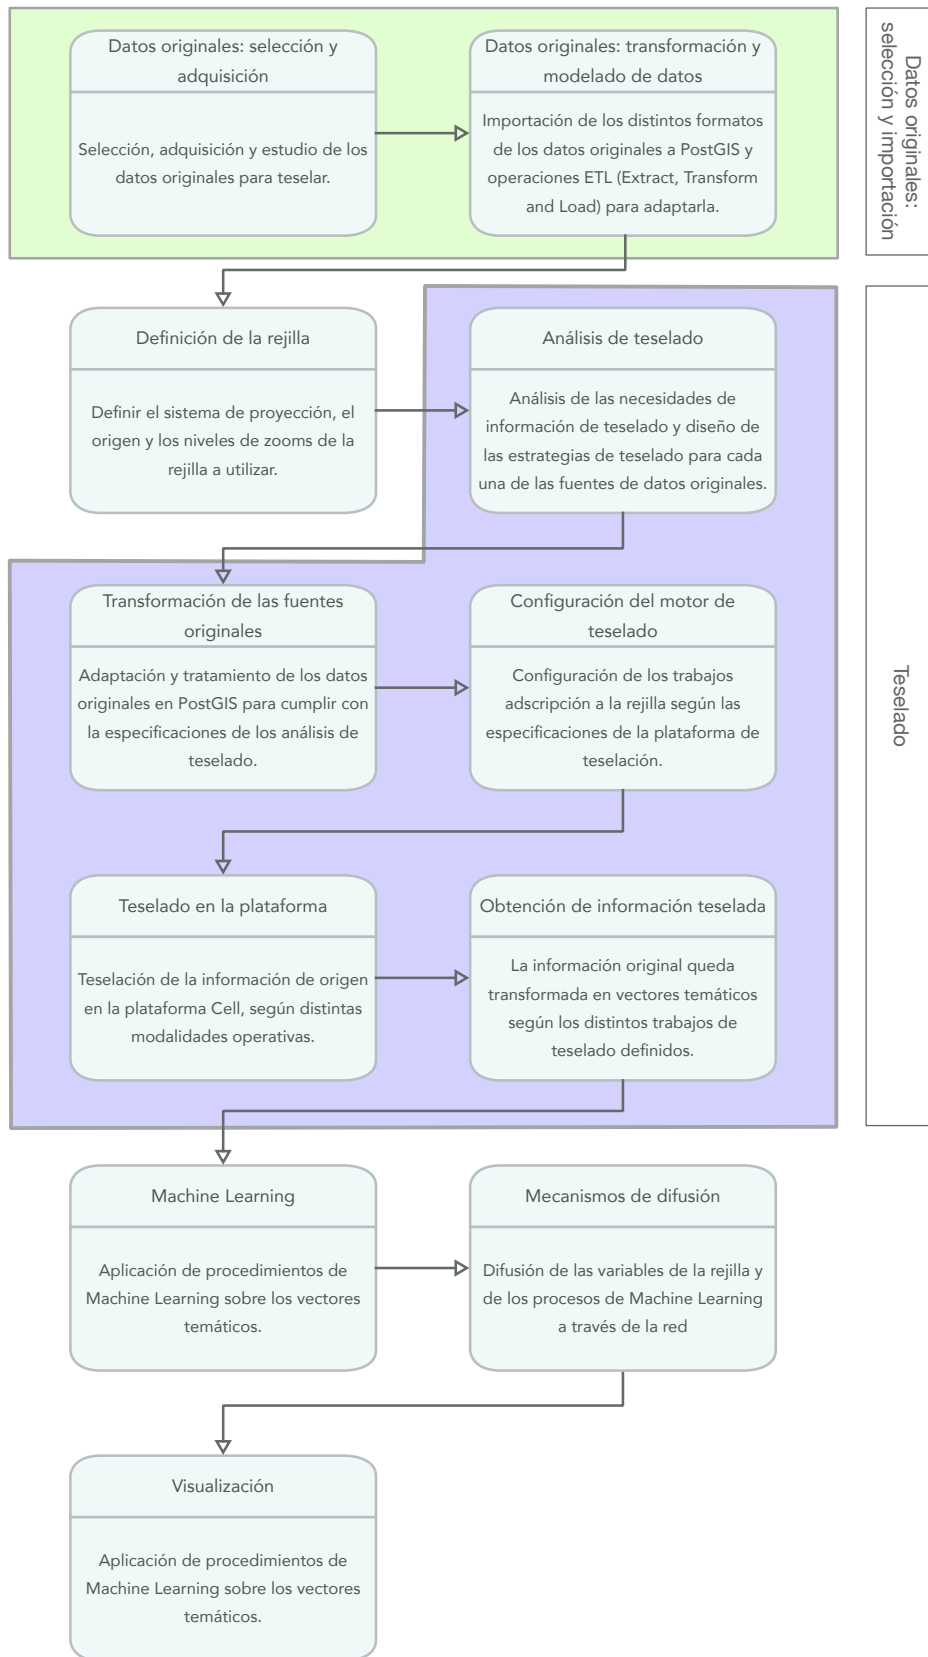 Datos originales: selección y
adquisición
Selección, adquisición y estudio de los
datos originales para teselar.
Datos originales: transformación y
modelado de datos
Importación de los distintos formatos
de los datos originales a PostGIS y
operaciones ETL (Extract, Transform
and Load) para adaptarla.
Datos originales:
selección y importación
Definición de la rejilla
Definir el sistema de proyección, el
origen y los niveles de zooms de la
rejilla a utilizar.
Análisis de teselado
Análisis de las necesidades de
información de teselado y diseño de
las estrategias de teselado para cada
una de las fuentes de datos originales.
Transformación de las fuentes
originales
Adaptación y tratamiento de los datos
originales en PostGIS para cumplir con
la especificaciones de los análisis de
teselado.
Configuración del motor de
teselado
Configuración de los trabajos
adscripción a la rejilla según las
especificaciones de la plataforma de
teselación.
Teselado
Teselado en la plataforma
Teselación de la información de origen
en la plataforma Cell, según distintas
modalidades operativas.
Obtención de información teselada
La información original queda
transformada en vectores temáticos
según los distintos trabajos de
teselado definidos.
Machine Learning
Aplicación de procedimientos de
Machine Learning sobre los vectores
temáticos.
Mecanismos de difusión
Difusión de las variables de la rejilla y
de los procesos de Machine Learning
a través de la red
Visualización
Aplicación de procedimientos de
Machine Learning sobre los vectores
temáticos.